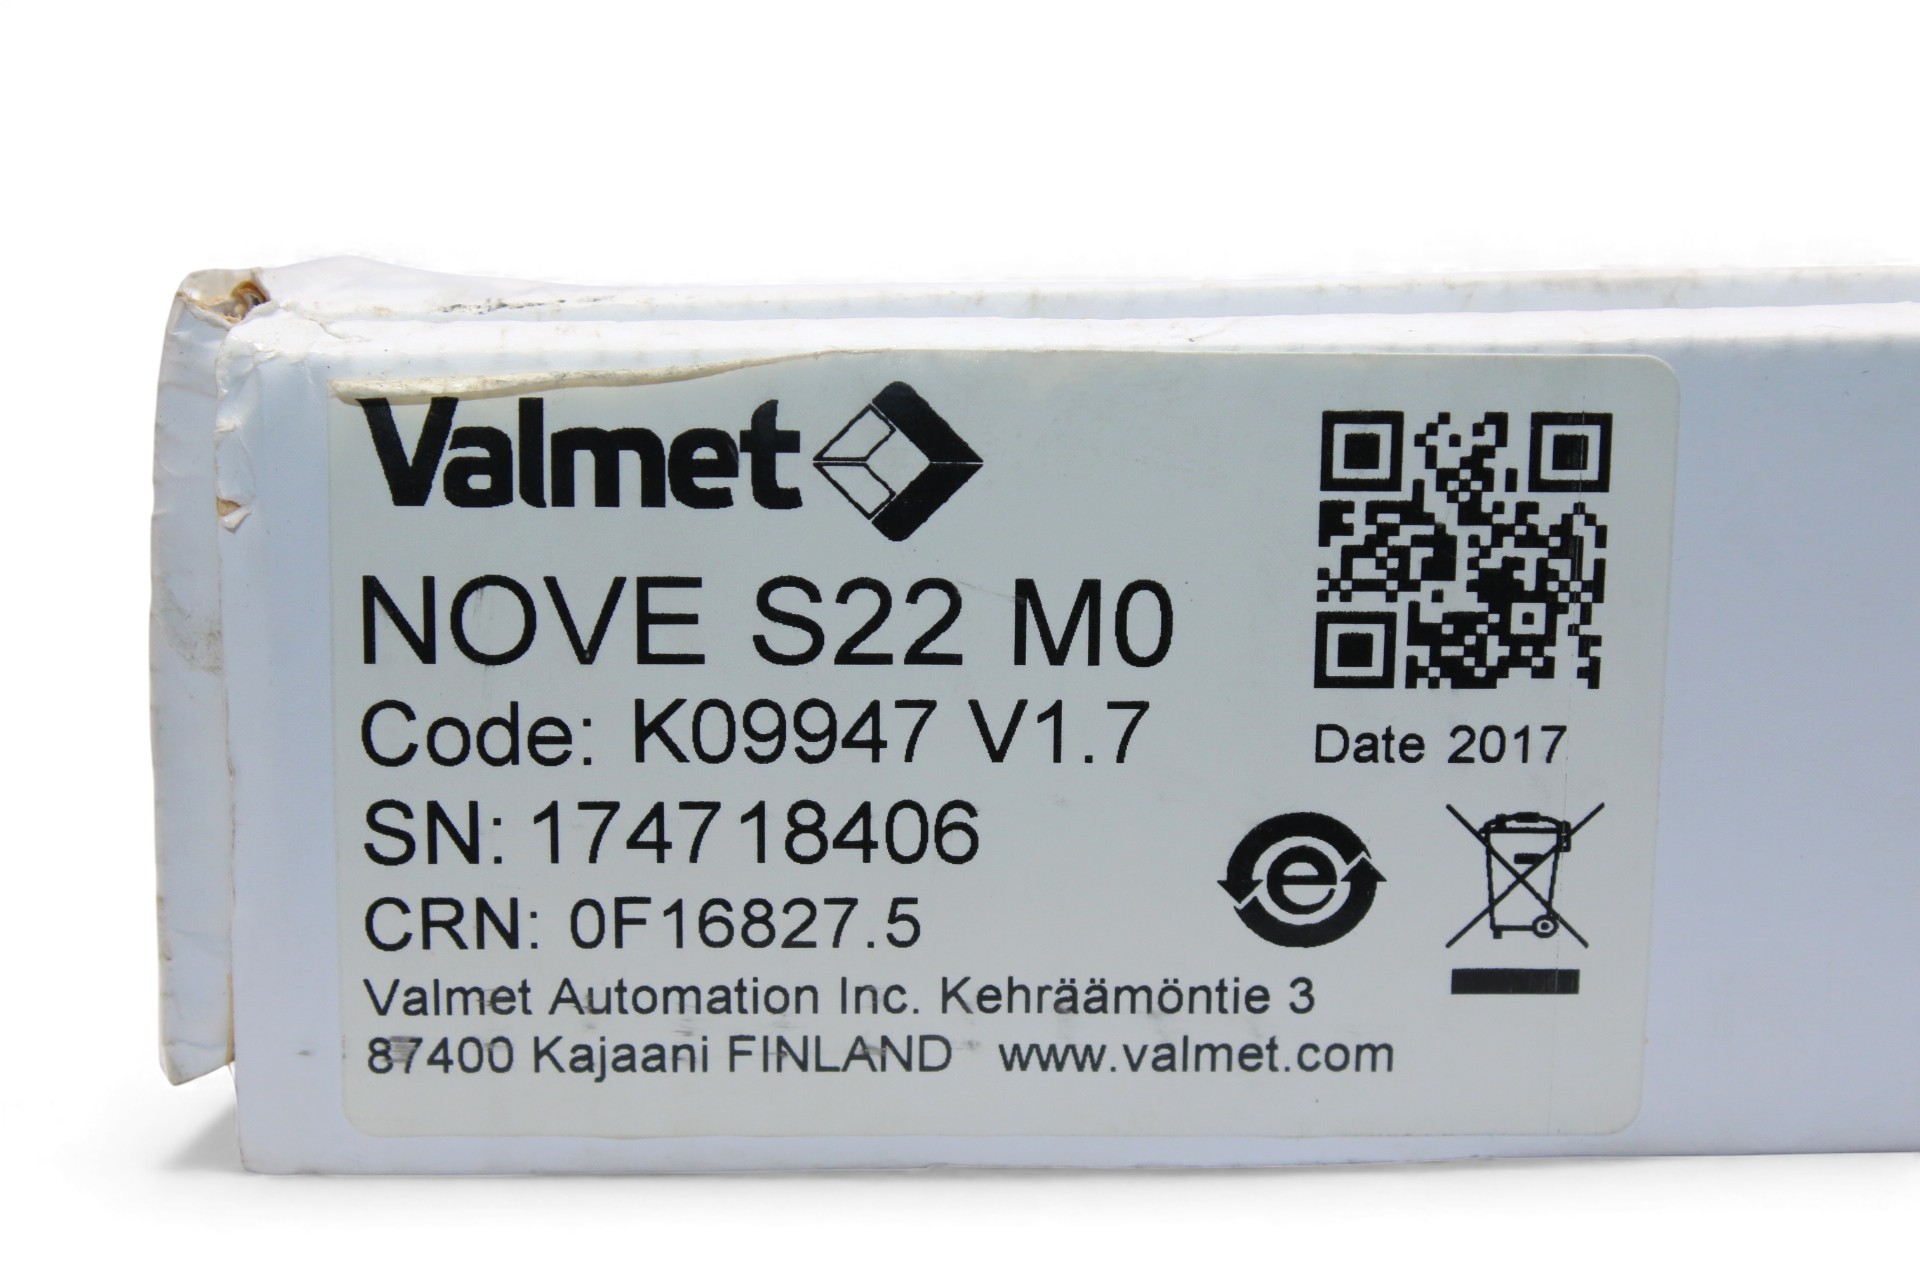 Valmet
NOVE S22 M0
Code: K09947 V1.7
SN: 174718406
CRN: 0F16827.5
Valmet Automation Inc. Kehräämöntie 3
87400 Kajaani FINLAND www.valmet.com
Date 2017
e